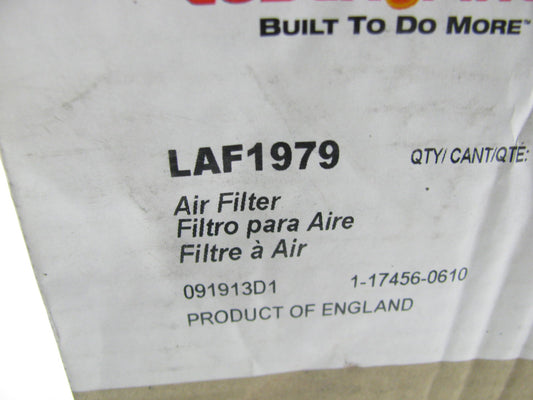 BUILT TO DO MORE™
LAF1979 QTY/ CANT/QTÉ:
Air Filter
Filtro para Aire
Filtre à Air
091913D1 1-17456-0610
PRODUCT OF ENGLAND